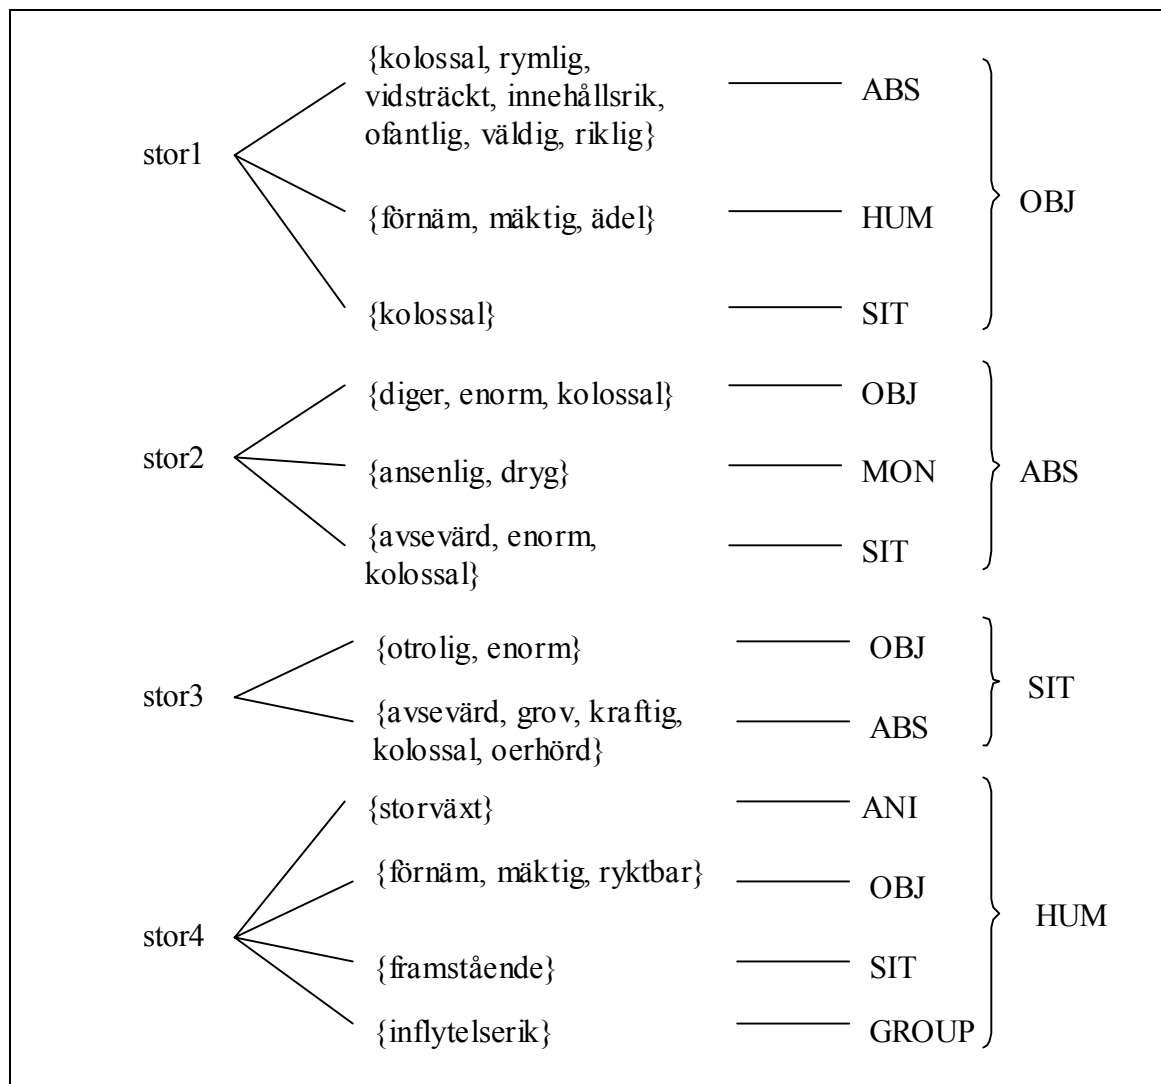 {kolossal, rymlig,
vidsträckt, innehållsrik,
ofantlig, väldig, riklig}
ABS
stor1
{förnäm, mäktig, ädel}
HUM
OBJ
{kolossal}
SIT
{diger, enorm, kolossal}
OBJ
stor2
{ansenlig, dryg}
MON
ABS
{avsevärd, enorm,
kolossal}
SIT
{otrolig, enorm}
OBJ
stor3
SIT
{avsevärd, grov, kraftig,
kolossal, oerhörd}
ABS
{storväxt}
ANI
{förnäm, mäktig, ryktbar}
OBJ
stor4
HUM
{framstående}
SIT
{inflytelserik}
GROUP